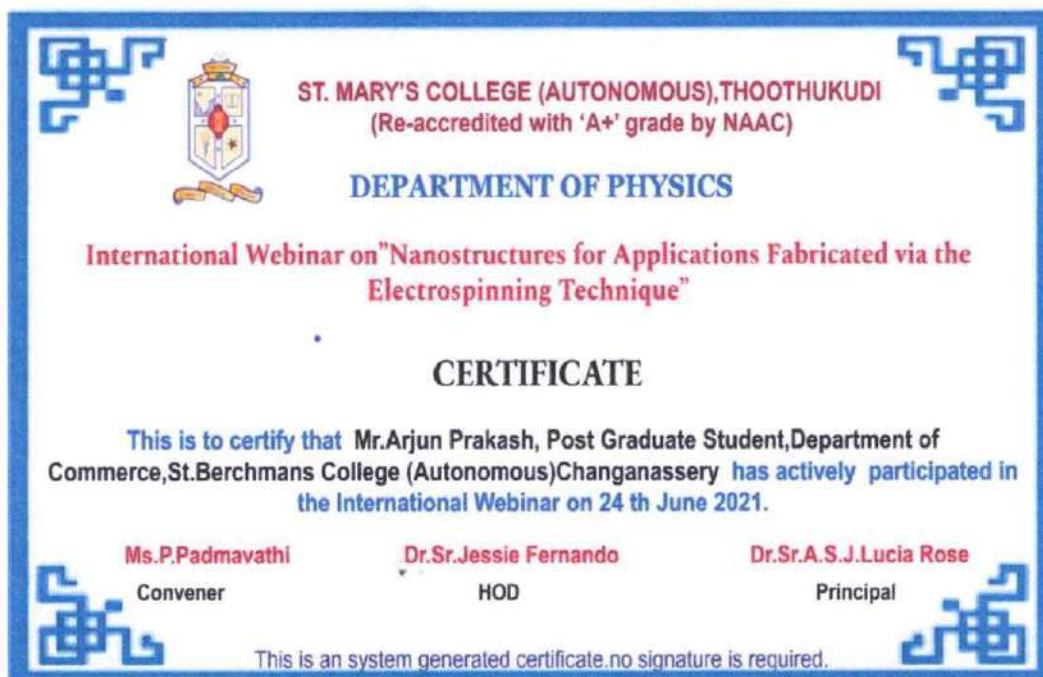 ST. MARY'S COLLEGE (AUTONOMOUS),THOOTHUKUDI
(Re-accredited with 'A+' grade by NAAC)
DEPARTMENT OF PHYSICS
International Webinar on"Nanostructures for Applications Fabricated via the
Electrospinning Technique"
CERTIFICATE
This is to certify that Mr.Arjun Prakash, Post Graduate Student,Department of
Commerce,St.Berchmans College (Autonomous)Changanassery has actively participated in
the International Webinar on 24 th June 2021.
Ms.P.Padmavathi Dr.Sr.Jessie Fernando Dr.Sr.A.S.J.Lucia Rose
Convener HOD Principal
This is an system generated certificate.no signature is required.